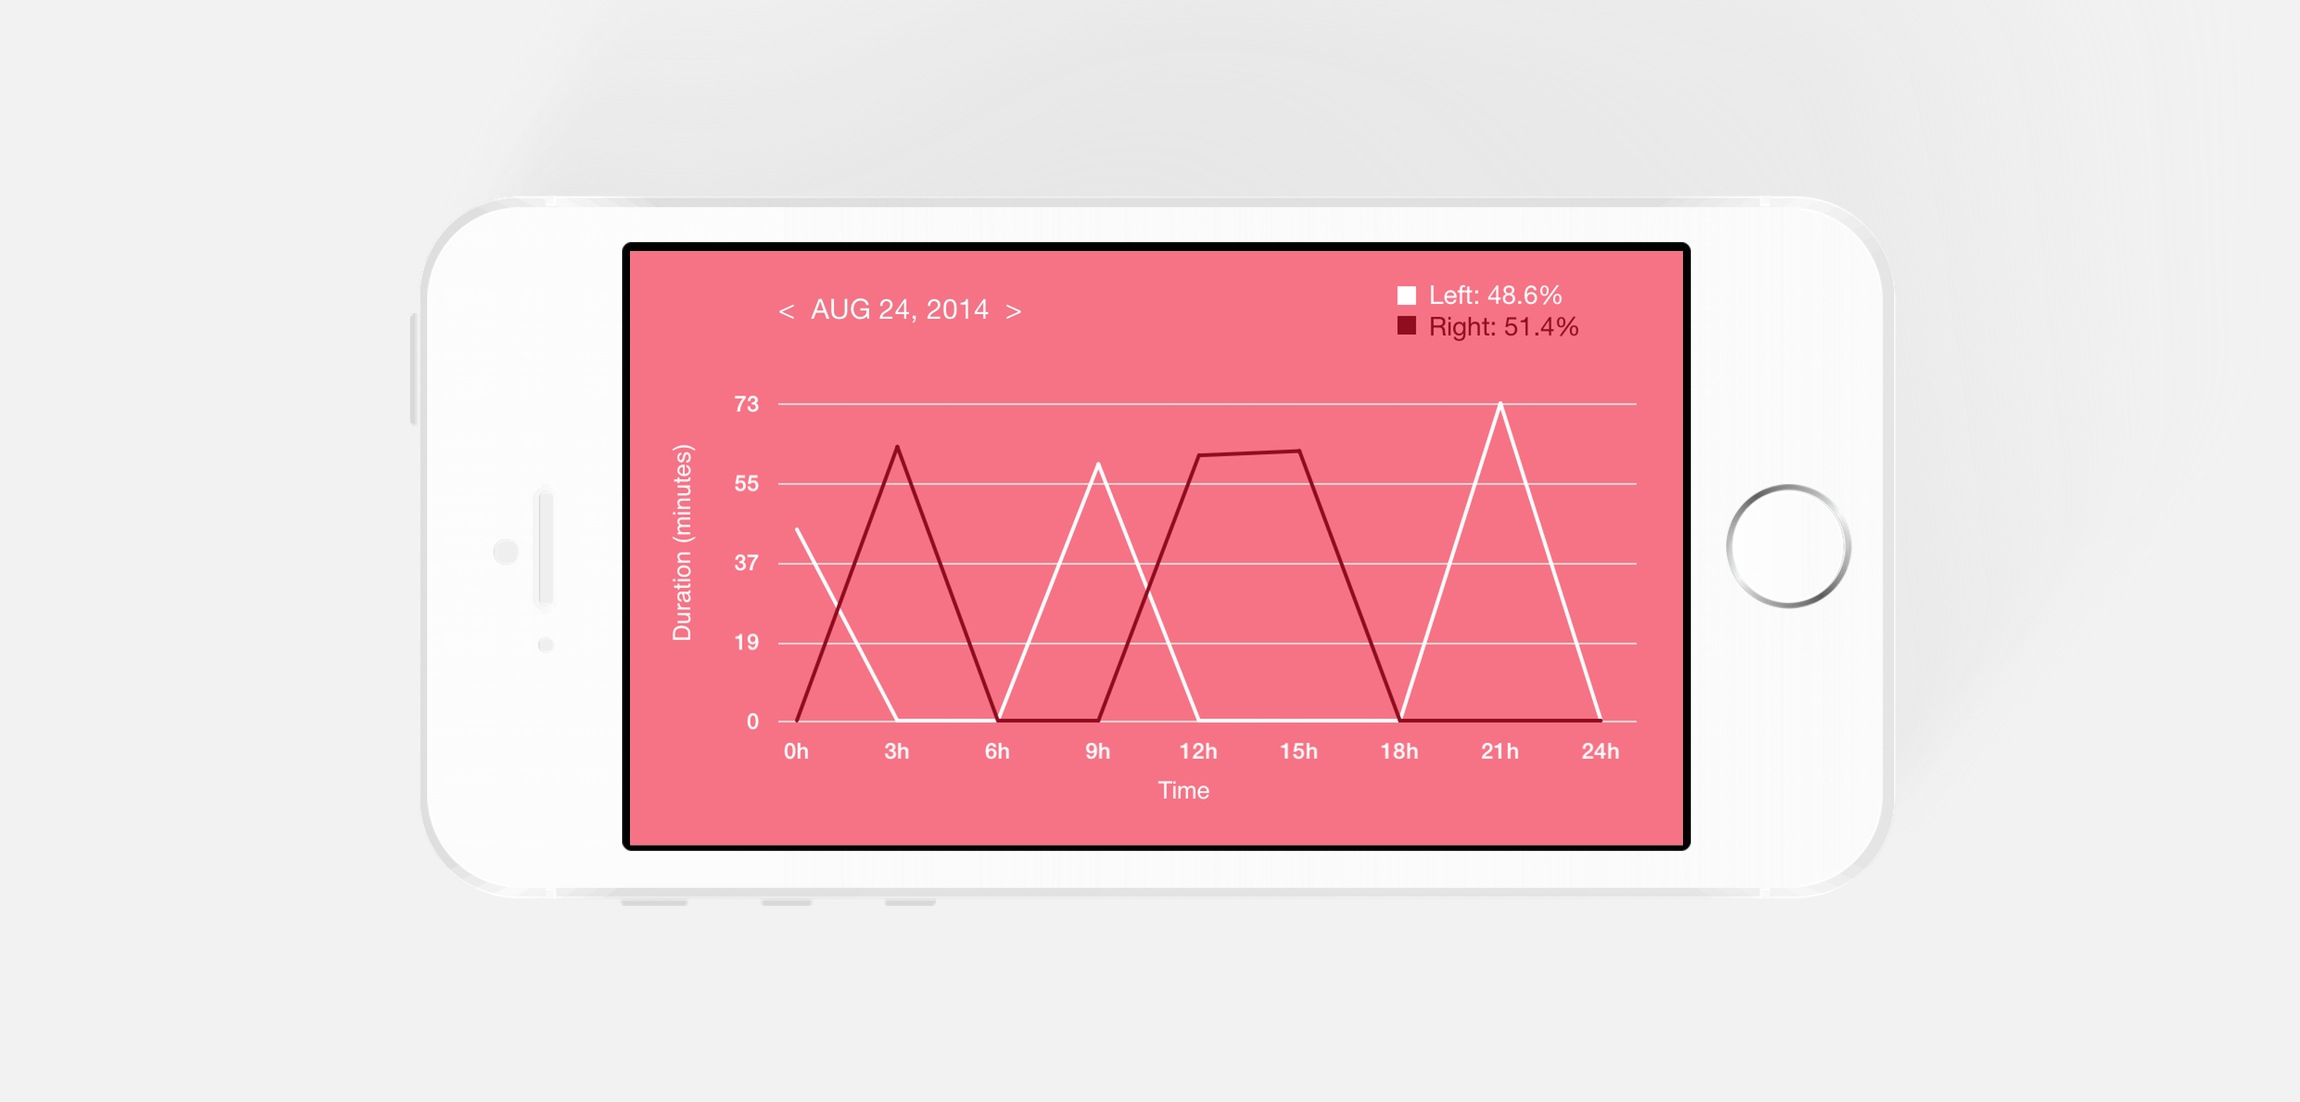 < AUG 24, 2014 >
Left: 48.6%
Right: 51.4%
Duration (minutes)
73
55
37
19
0
0h 3h 6h 9h 12h 15h 18h 21h 24h
Time